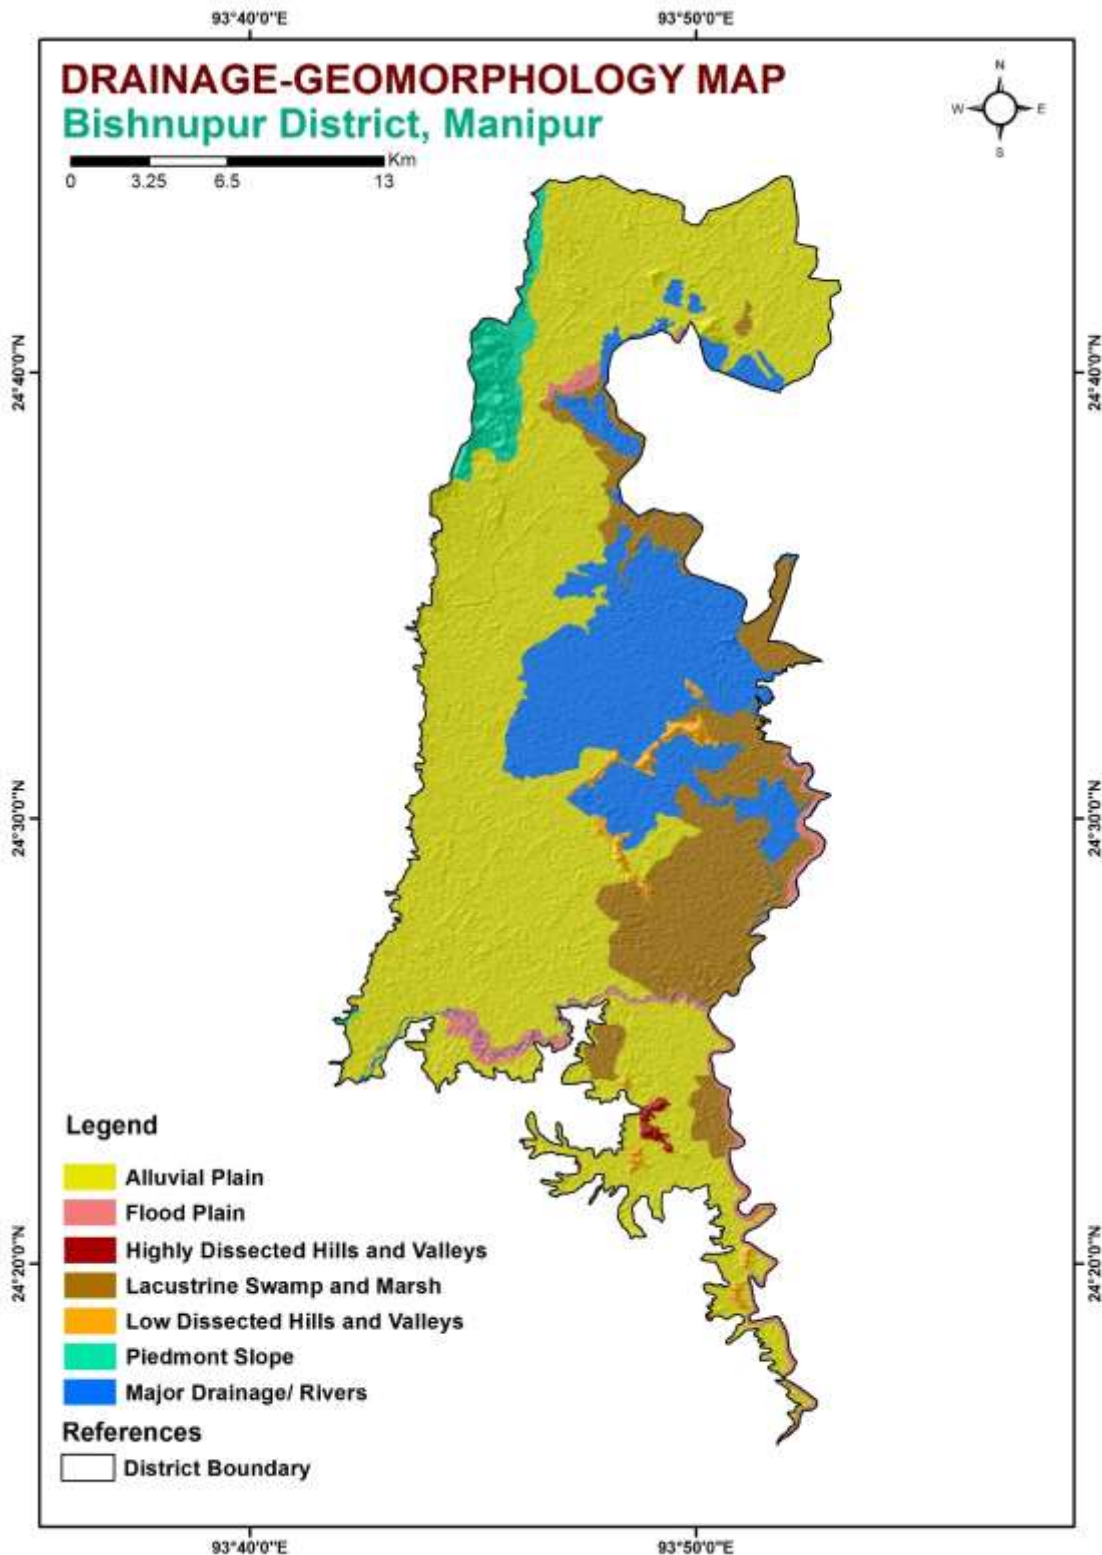 93°40'0"E 93°50'0"E
DRAINAGE-GEOMORPHOLOGY MAP
Bishnupur District, Manipur
Km
0 3.25 6.5 13
N
W E
S
24°40'0"N 24°40'0"N
24°30'0"N 24°30'0"N
24°20'0"N 24°20'0"N
Legend
Alluvial Plain
Flood Plain
Highly Dissected Hills and Valleys
Lacustrine Swamp and Marsh
Low Dissected Hills and Valleys
Piedmont Slope
Major Drainage/ Rivers
References
District Boundary
93°40'0"E 93°50'0"E